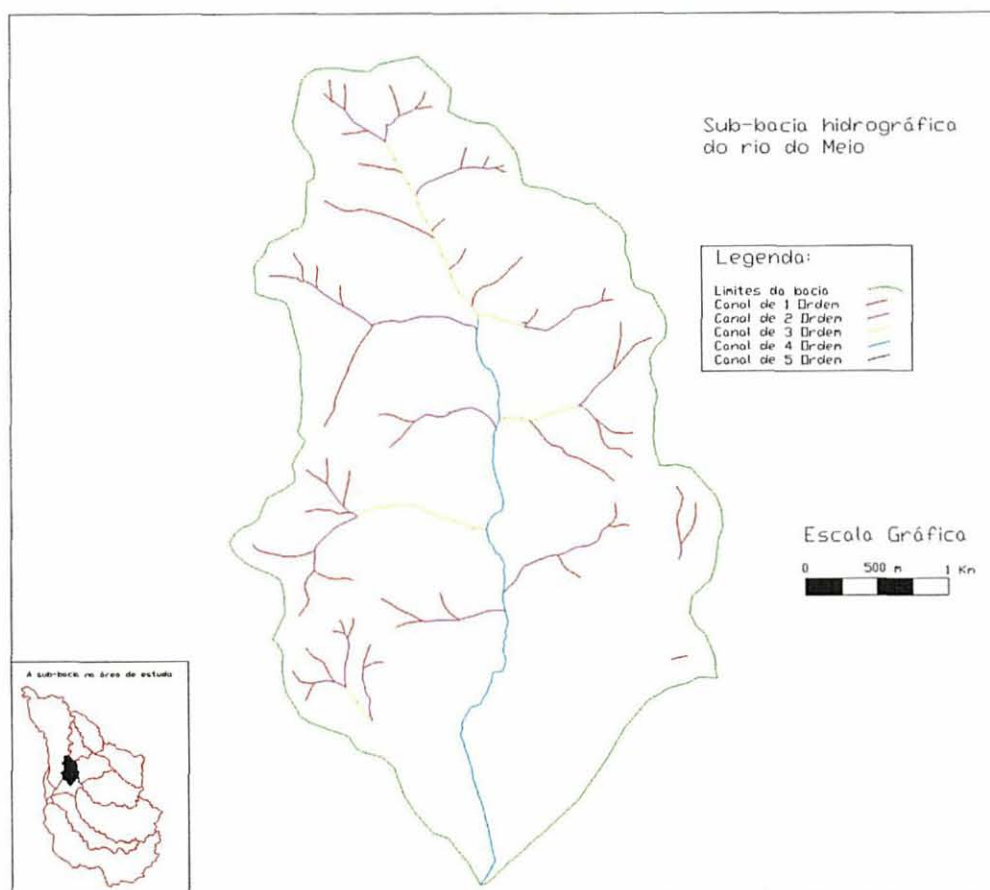 Sub-bacia hidrográfica
do rio do Meio
Legenda:
Limites da bacia
Canal de 1 Ordem
Canal de 2 Ordem
Canal de 3 Ordem
Canal de 4 Ordem
Canal de 5 Ordem
Escala Gráfica
0 500 m 1 Km
A sub-bacia na área de estudo